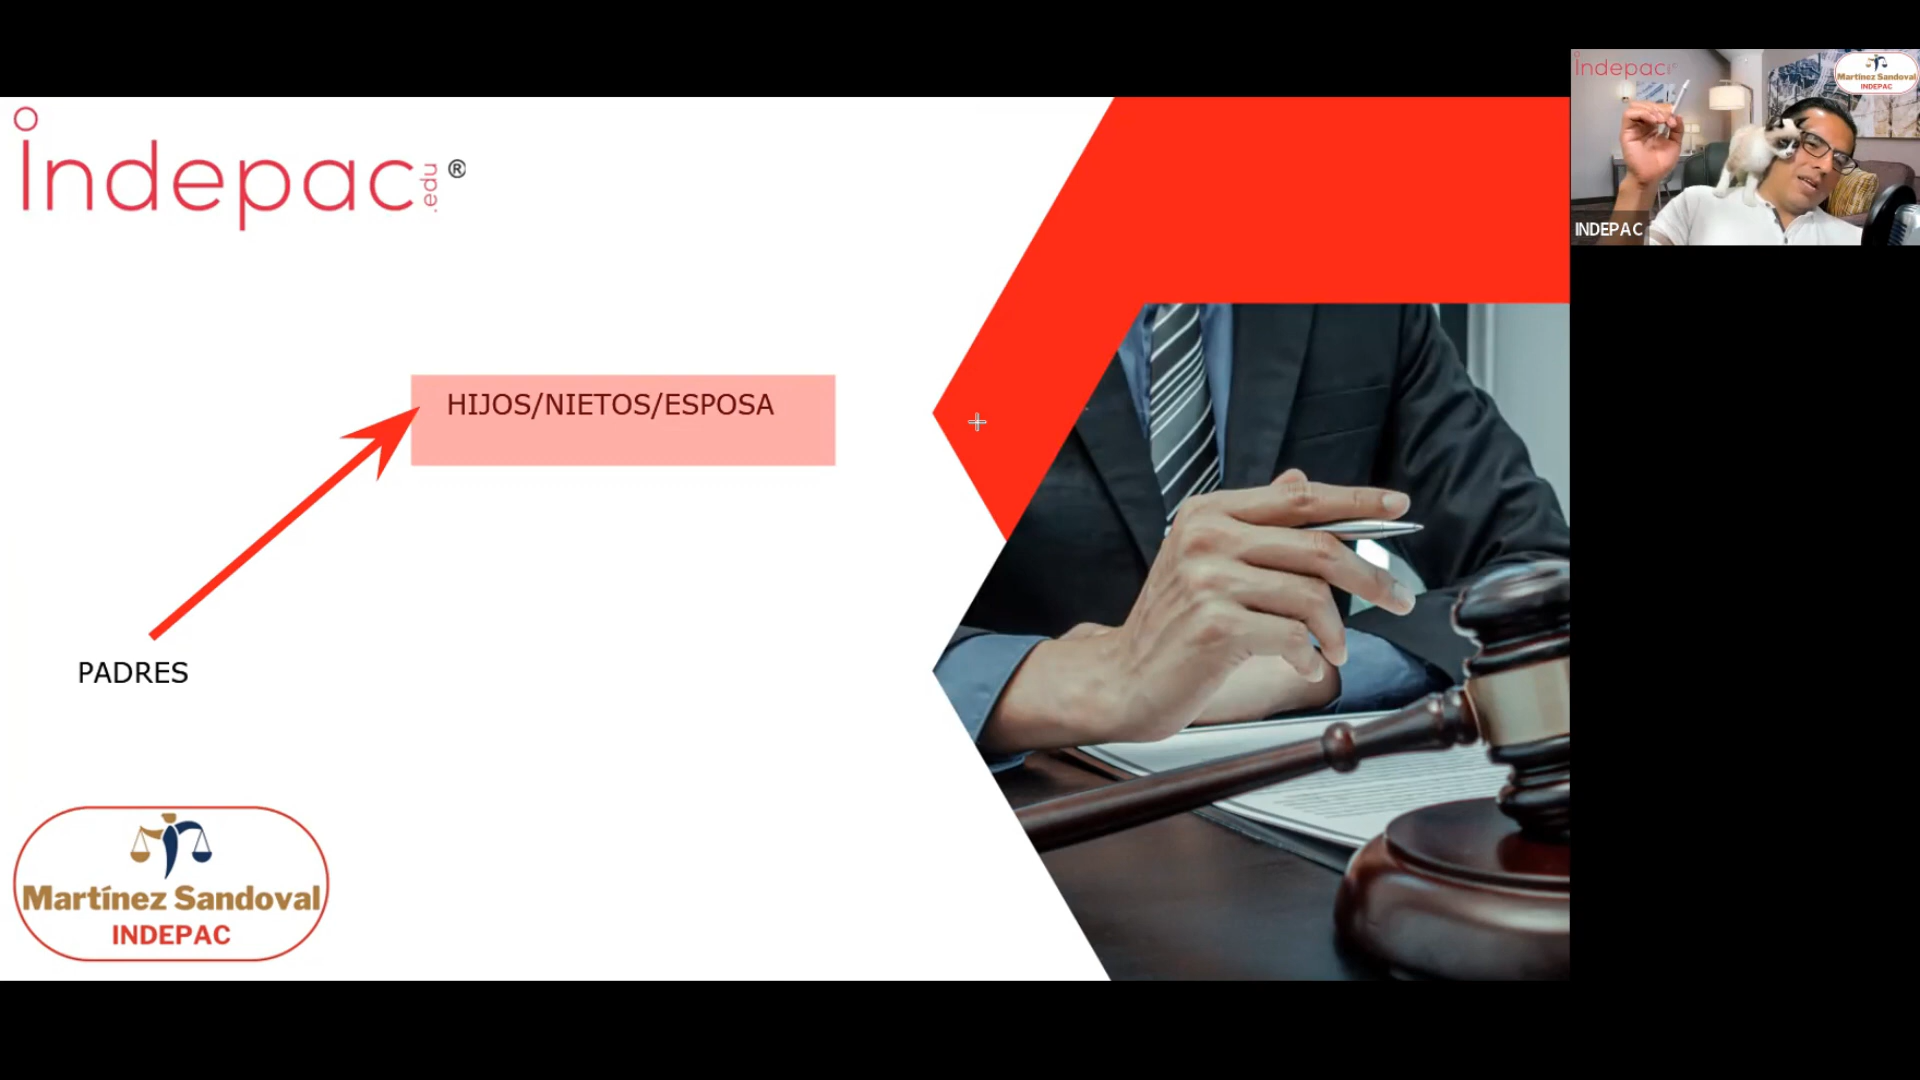 indepac.edu®
HIJOS/NIETOS/ESPOSA
PADRES
Martínez Sandoval
INDEPAC
Indepac
Martínez Sandoval
INDEPAC
INDEPAC